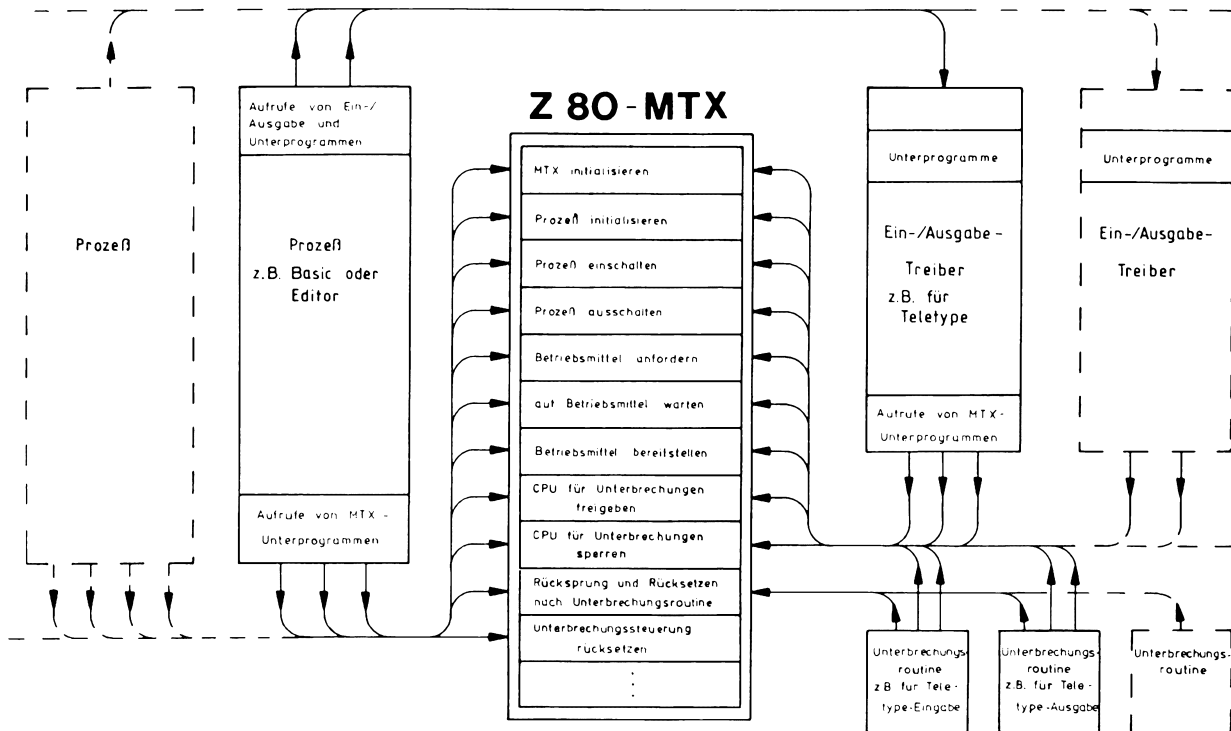 Z 80 - MTX
Prozeß
Aufrufe von Ein-/
Ausgabe und
Unterprogrammen
Prozeß
z.B. Basic oder
Editor
Aufrufe von MTX -
Unterprogrammen
MTX initialisieren
Prozeß initialisieren
Prozeß einschalten
Prozeß ausschalten
Betriebsmittel anfordern
auf Betriebsmittel warten
Betriebsmittel bereitstellen
CPU für Unterbrechungen
freigeben
CPU für Unterbrechungen
sperren
Rücksprung und Rücksetzen
nach Unterbrechungsroutine
Unterbrechungssteuerung
rücksetzen
Unterprogramme
Ein-/Ausgabe -
Treiber
z.B. für
Teletype
Aufrufe von MTX -
Unterprogrammen
Unterprogramme
Ein-/Ausgabe-
Treiber
Unterbrechungs-
routine
z.B für Tele -
type-Eingabe
Unterbrechungs-
routine
z.B. für Tele -
type-Ausgabe
Unterbrechungs-
routine